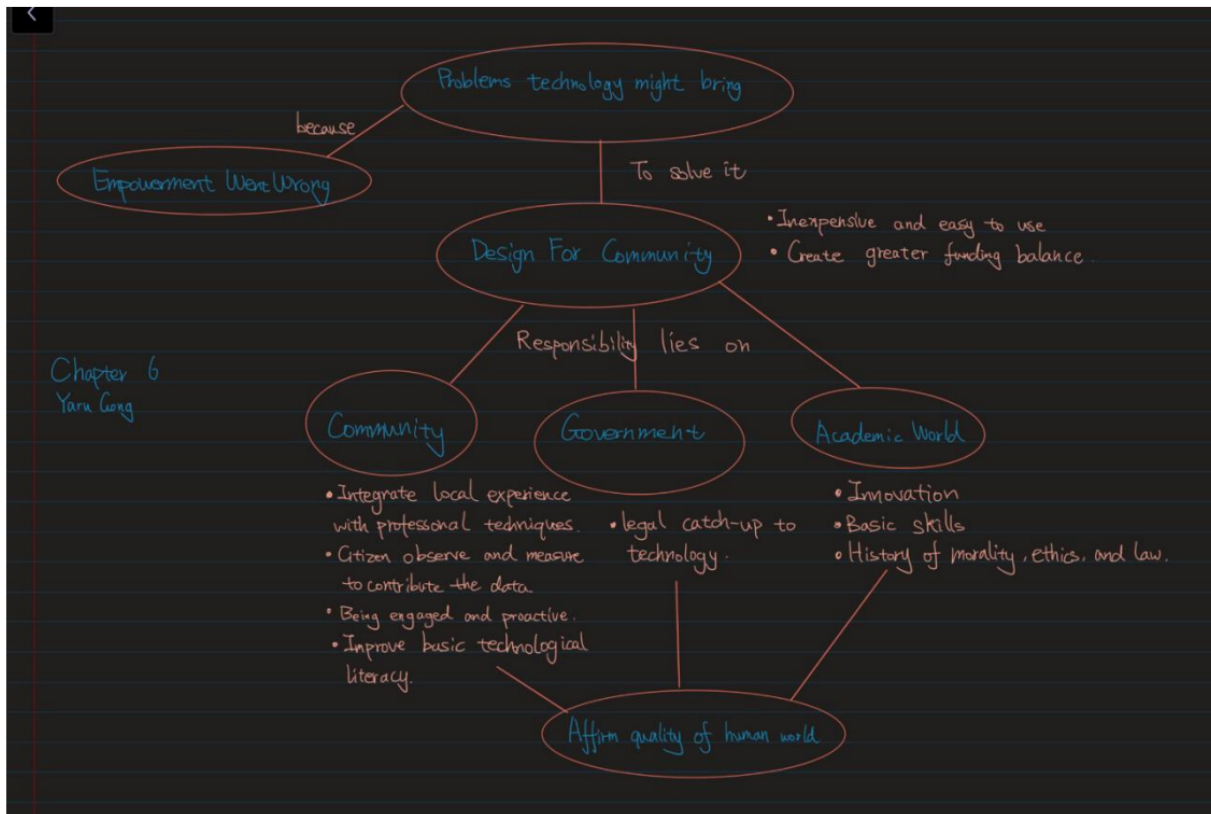 Problems technology might bring
because
Empowerment Went Wrong
To solve it
Design For Community
• Inexpensive and easy to use
• Create greater funding balance.
Responsibility lies on
Chapter 6
Yaru Gong
Community
Government
Academic World
• Integrate local experience
with professional techniques.
• Citizen observe and measure
to contribute the data
• Being engaged and proactive.
• Improve basic technological
literacy.
• legal catch-up to
technology.
• Innovation
• Basic skills
• History of morality, ethics, and law.
Affirm quality of human world